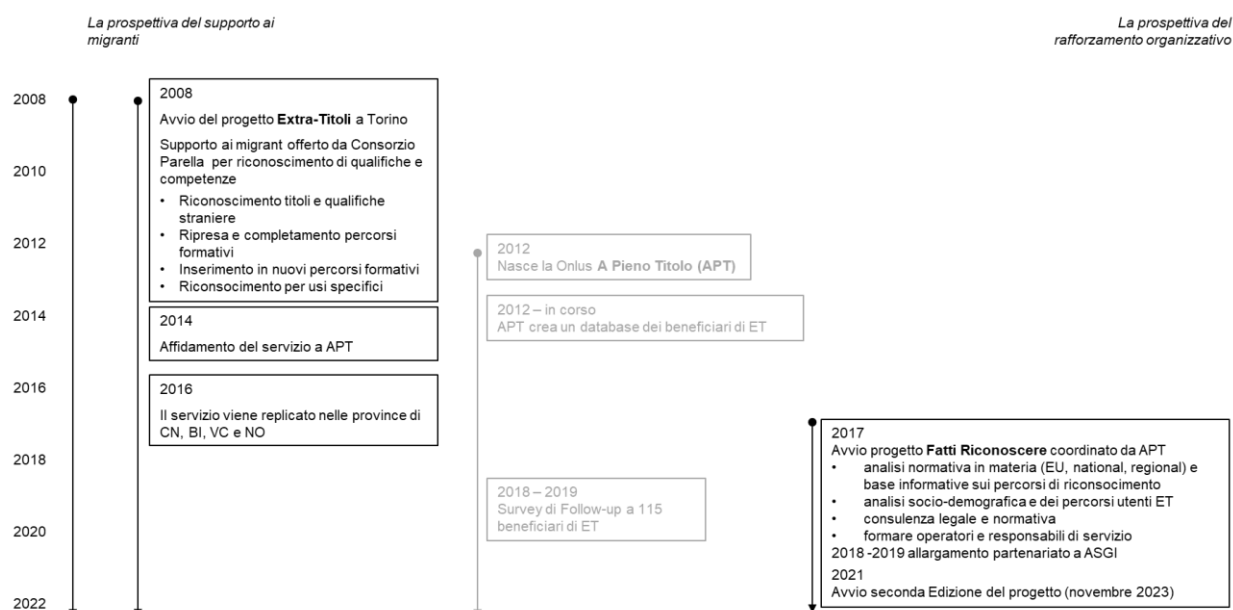 La prospettiva del supporto ai
migranti
La prospettiva del
rafforzamento organizzativo
2008
2010
2012
2014
2016
2018
2020
2022
2008
Avvio del progetto Extra-Titoli a Torino
Supporto ai migrant offerto da Consorzio
Parella per riconoscimento di qualifiche e
competenze
• Riconoscimento titoli e qualifiche
straniere
• Ripresa e completamento percorsi
formativi
• Inserimento in nuovi percorsi formativi
• Riconsocimento per usi specifici
2014
Affidamento del servizio a APT
2016
Il servizio viene replicato nelle province di
CN, BI, VC e NO
2012
Nasce la Onlus A Pieno Titolo (APT)
2012 – in corso
APT crea un database dei beneficiari di ET
2018 – 2019
Survey di Follow-up a 115
beneficiari di ET
2017
Avvio progetto Fatti Riconoscere coordinato da APT
• analisi normativa in materia (EU, national, regional) e
base informative sui percorsi di riconoscimento
• analisi socio-demografica e dei percorsi utenti ET
• consulenza legale e normativa
• formare operatori e responsabili di servizio
2018 -2019 allargamento partenariato a ASGI
2021
Avvio seconda Edizione del progetto (novembre 2023)